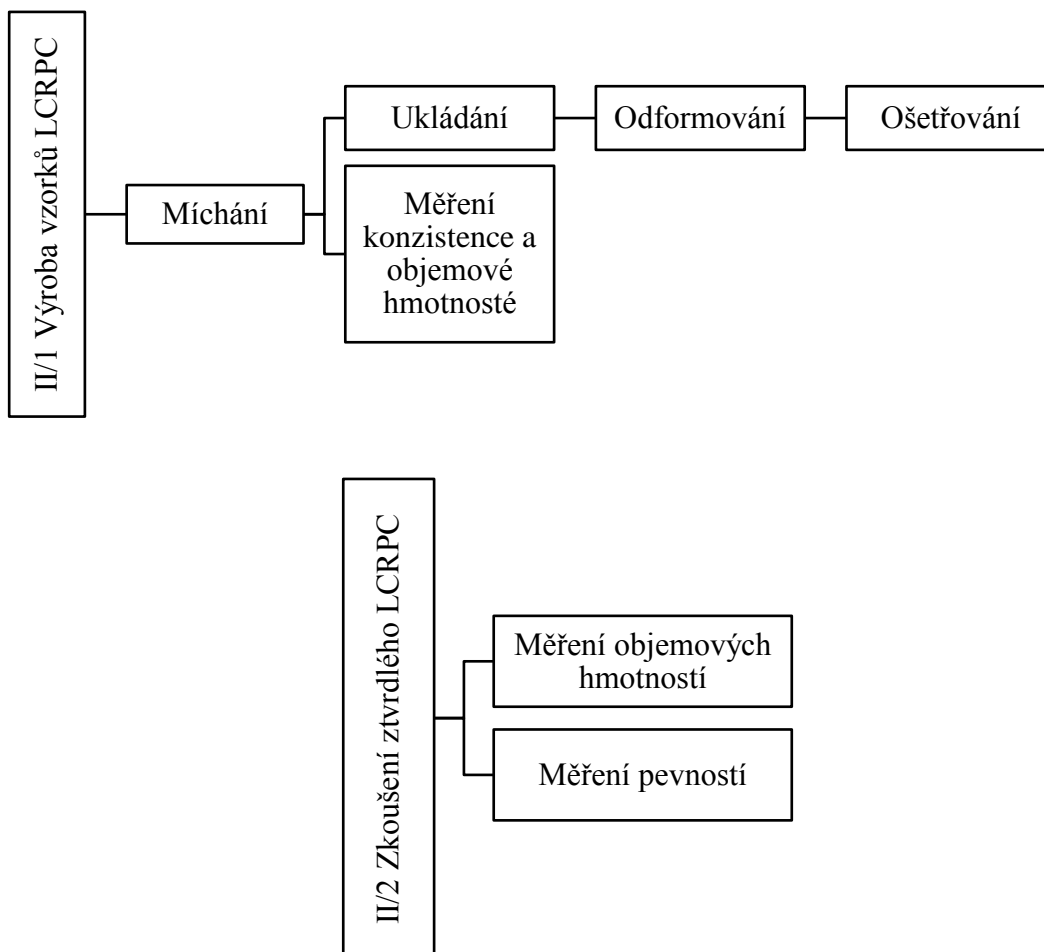 II/1 Výroba vzorků LCRPC
Míchání
Ukládání
Odformování
Ošetřování
Měření
konzistence a
objemové
hmotnosté
II/2 Zkoušení ztvrdlého LCRPC
Měření objemových
hmotností
Měření pevností